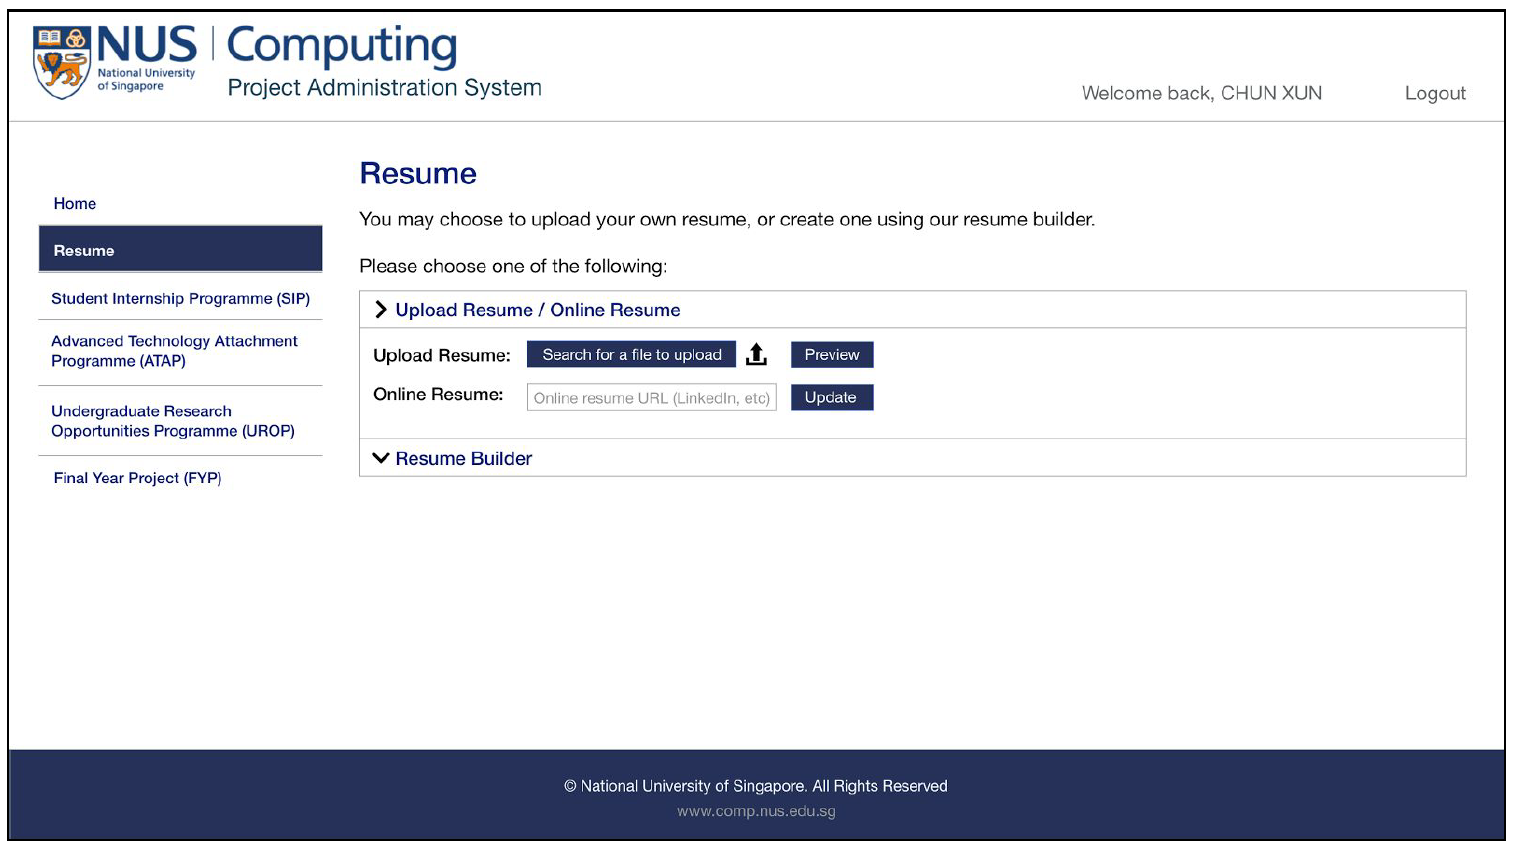 NUS | Computing
National University
of Singapore
Project Administration System
Welcome back, CHUN XUN
Logout
Home
Resume
Student Internship Programme (SIP)
Advanced Technology Attachment
Programme (ATAP)
Undergraduate Research
Opportunities Programme (UROP)
Final Year Project (FYP)
Resume
You may choose to upload your own resume, or create one using our resume builder.
Please choose one of the following:
Upload Resume / Online Resume
Upload Resume: Search for a file to upload Preview
Online Resume: Online resume URL (LinkedIn, etc) Update
Resume Builder
© National University of Singapore. All Rights Reserved
www.comp.nus.edu.sg